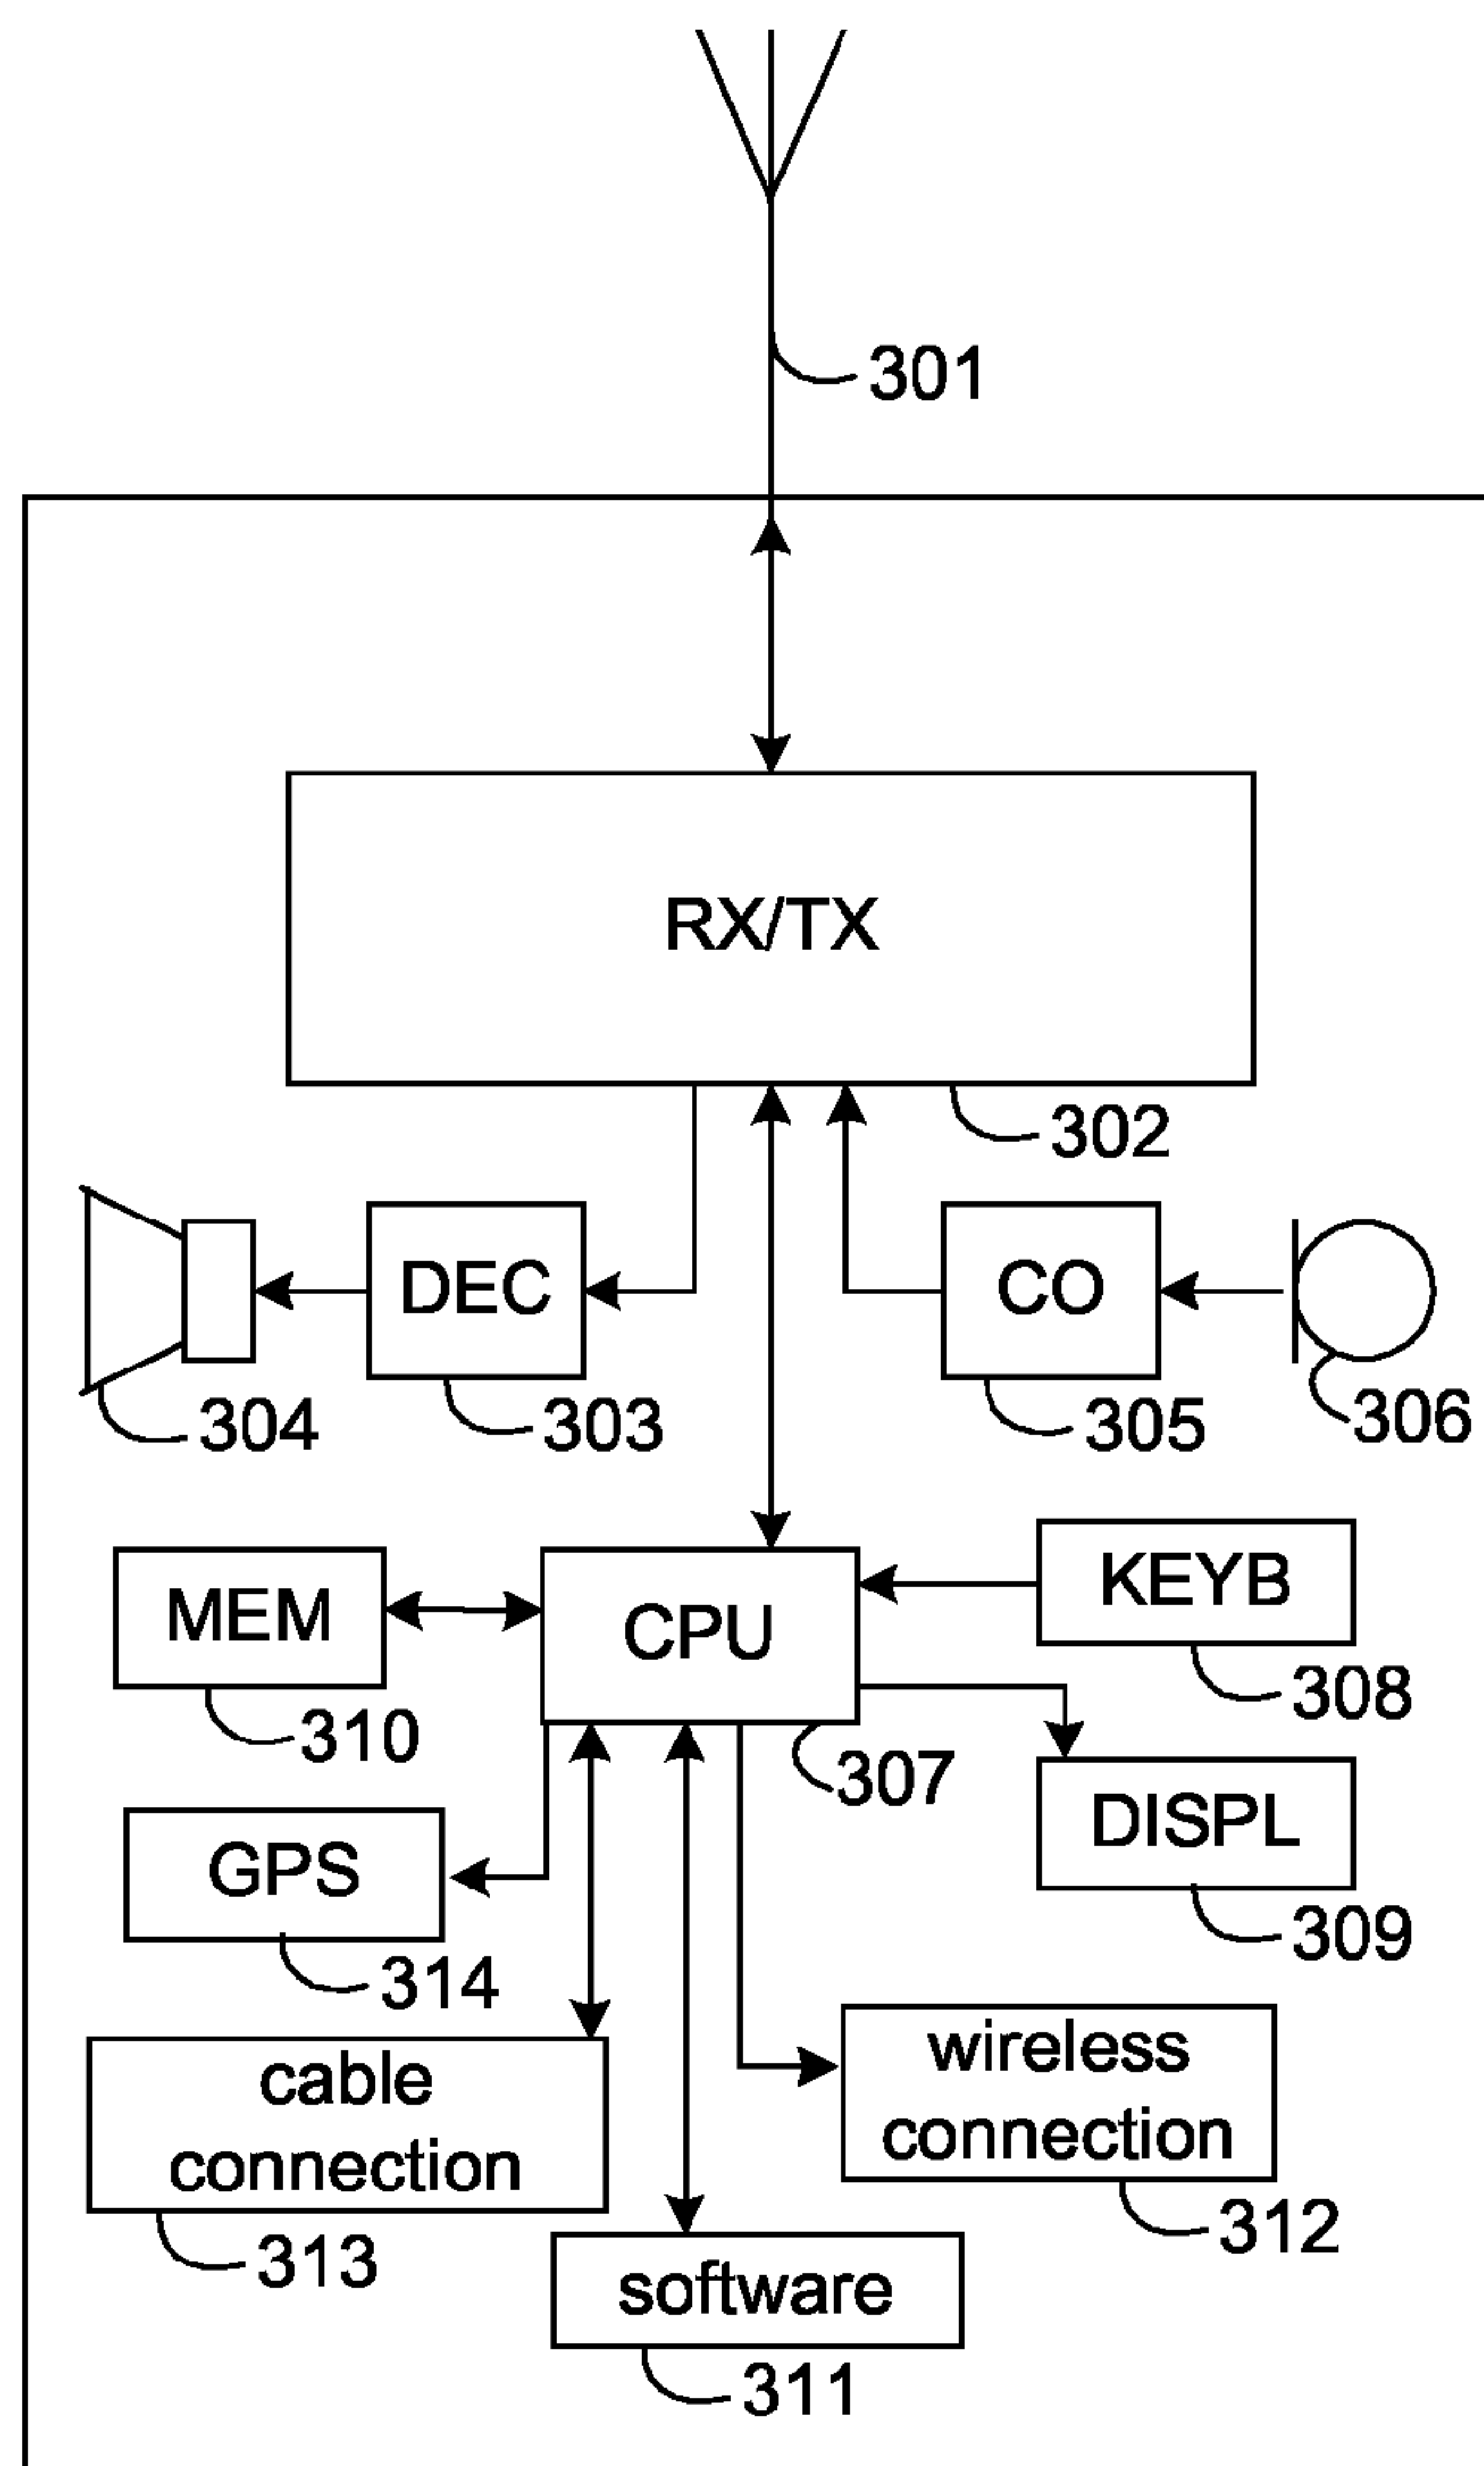 301
RX/TX
302
DEC
CO
304
303
305
306
MEM
CPU
KEYB
310
307
308
GPS
DISPL
314
309
cable
connection
wireless
connection
313
312
software
311